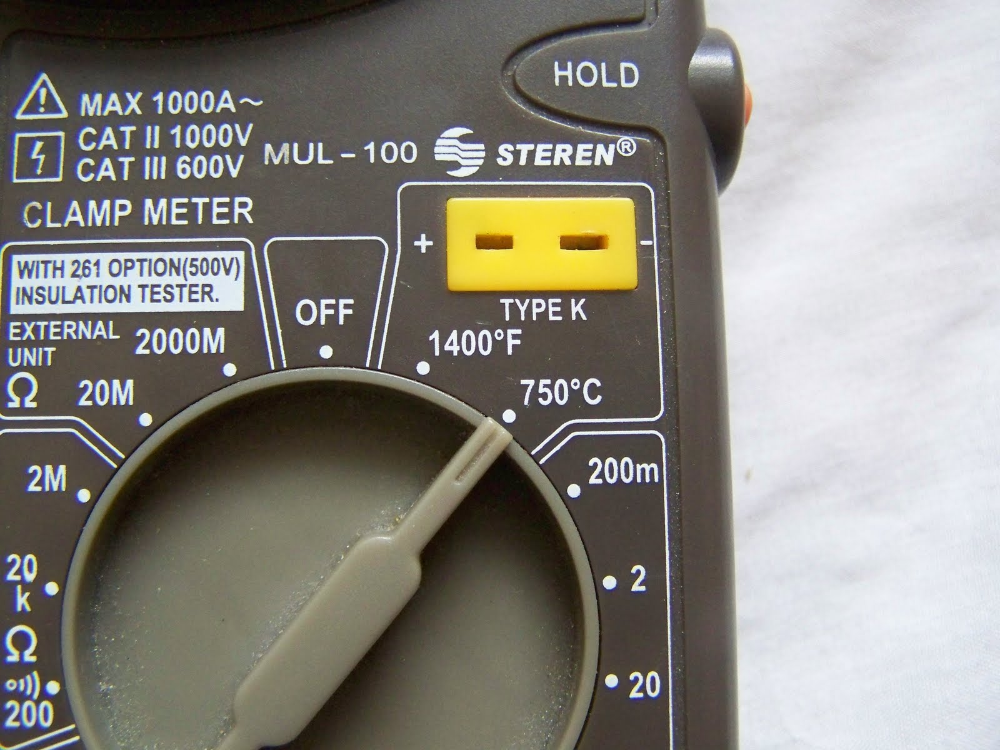 HOLD
MAX 1000A~
CAT II 1000V
CAT III 600V
MUL-100 STEREN®
CLAMP METER
+ -
TYPE K
WITH 261 OPTION(500V)
INSULATION TESTER.
EXTERNAL
UNIT
Ω
2000M
20M
OFF
1400°F
750°C
2M
20
k
Ω
200
200m
2
20